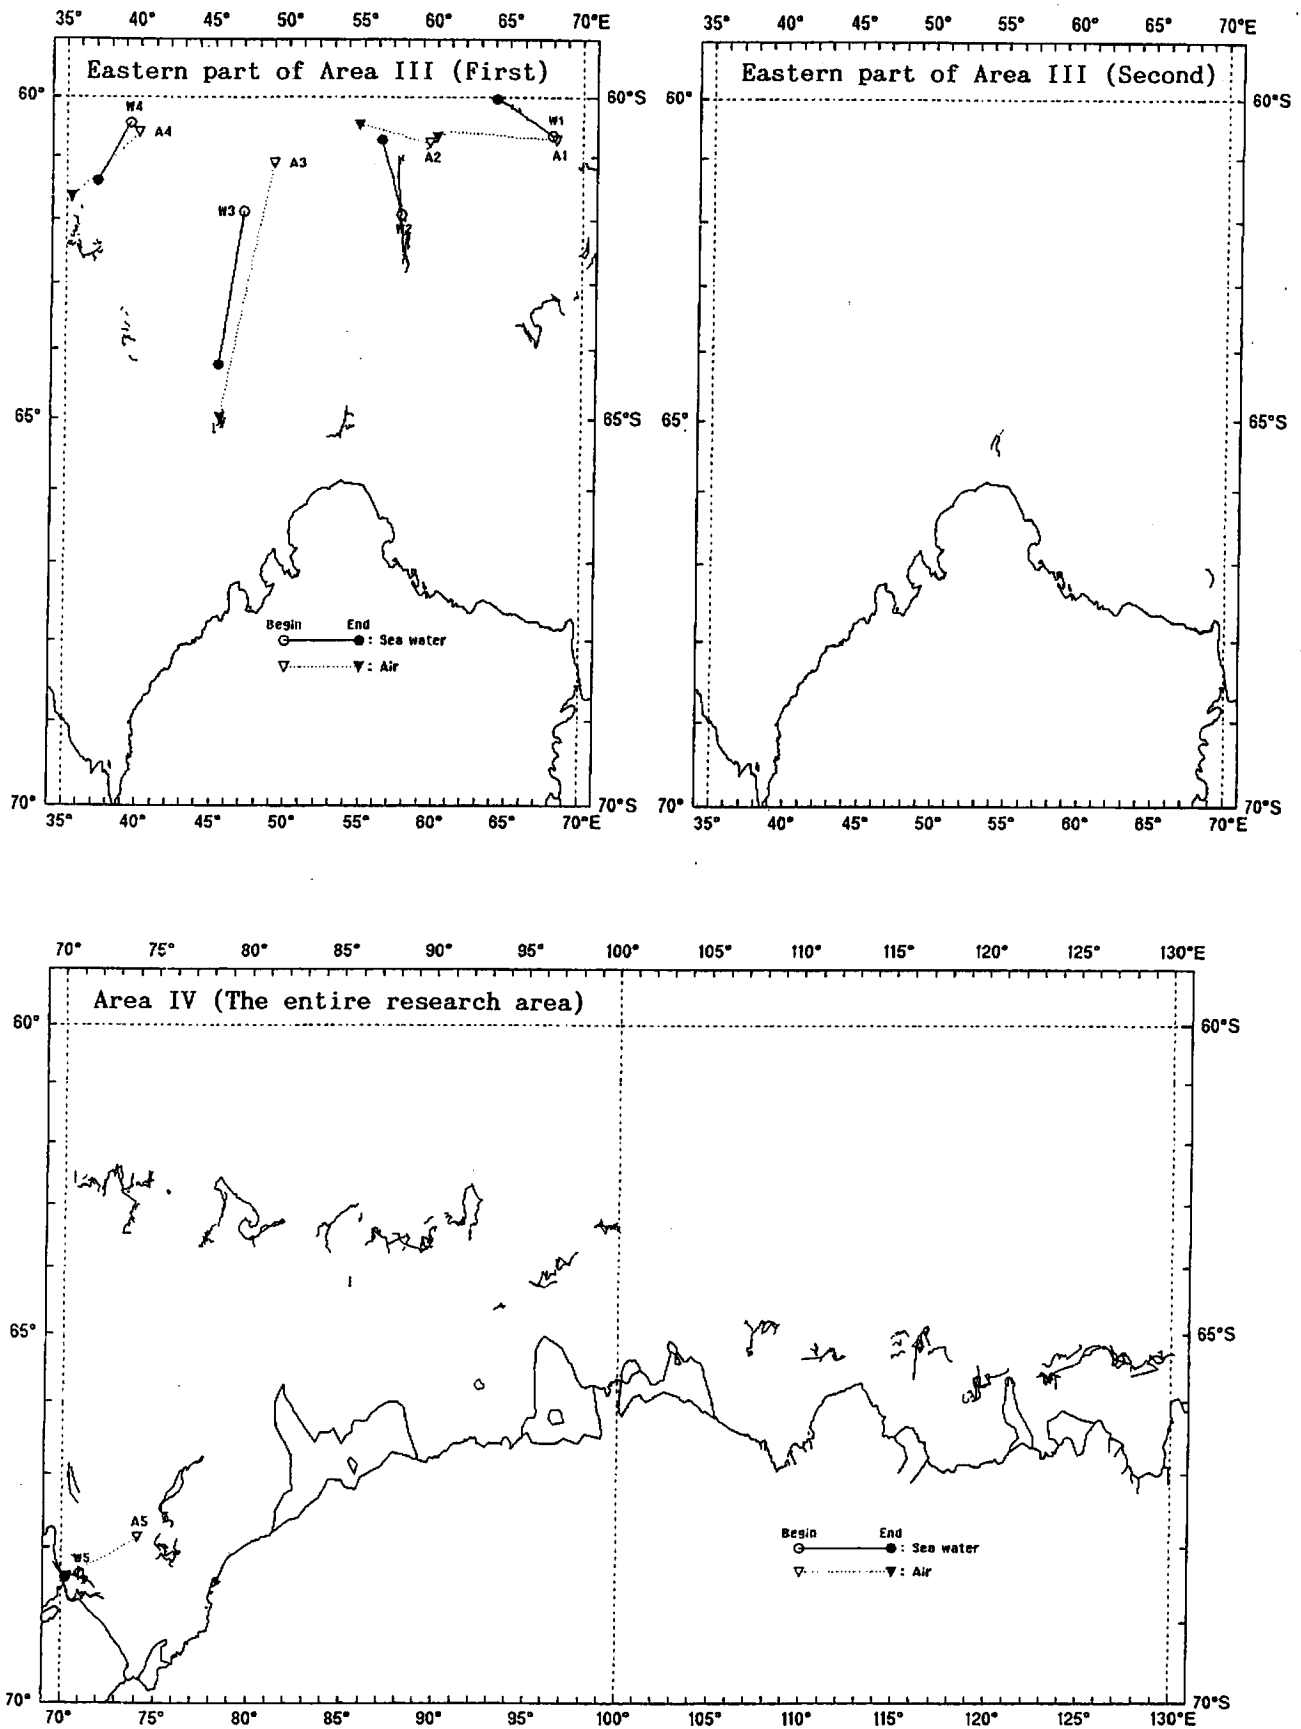 35° 40° 45° 50° 55° 60° 65° 70°E
35° 40° 45° 50° 55° 60° 65° 70°E
Eastern part of Area III (First)
Eastern part of Area III (Second)
60° 60°S 60° 60°S
W4
A4
W1
A1
A2
A3
W3
W2
65° 65°S 65° 65°S
Begin End
: Sea water
: Air
70° 70°S 70° 70°S
35° 40° 45° 50° 55° 60° 65° 70°E
35° 40° 45° 50° 55° 60° 65° 70°E
70° 75° 80° 85° 90° 95° 100° 105° 110° 115° 120° 125° 130°E
Area IV (The entire research area)
60° 60°S
65° 65°S
A5
W5
Begin End
: Sea water
: Air
70° 70°S
70° 75° 80° 85° 90° 95° 100° 105° 110° 115° 120° 125° 130°E